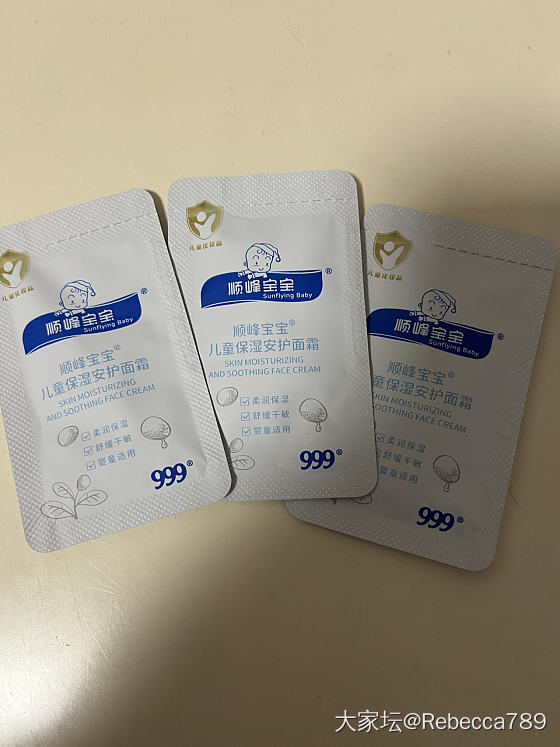 儿童化妆品
顺峰宝宝®
Sunflying Baby
顺峰宝宝®
儿童保湿安护面霜
SKIN MOISTURIZING
AND SOOTHING FACE CREAM
柔润保湿
舒缓干敏
婴童适用
999®
儿童化妆品
顺峰宝宝®
Sunflying Baby
顺峰宝宝®
儿童保湿安护面霜
SKIN MOISTURIZING
AND SOOTHING FACE CREAM
柔润保湿
舒缓干敏
婴童适用
999®
儿童化妆品
顺峰宝宝®
Sunflying Baby
顺峰宝宝®
童保湿安护面霜
SKIN MOISTURIZING
SOOTHING FACE CREAM
柔润保湿
舒缓干敏
婴童适用
999®
大家坛@Rebecca789